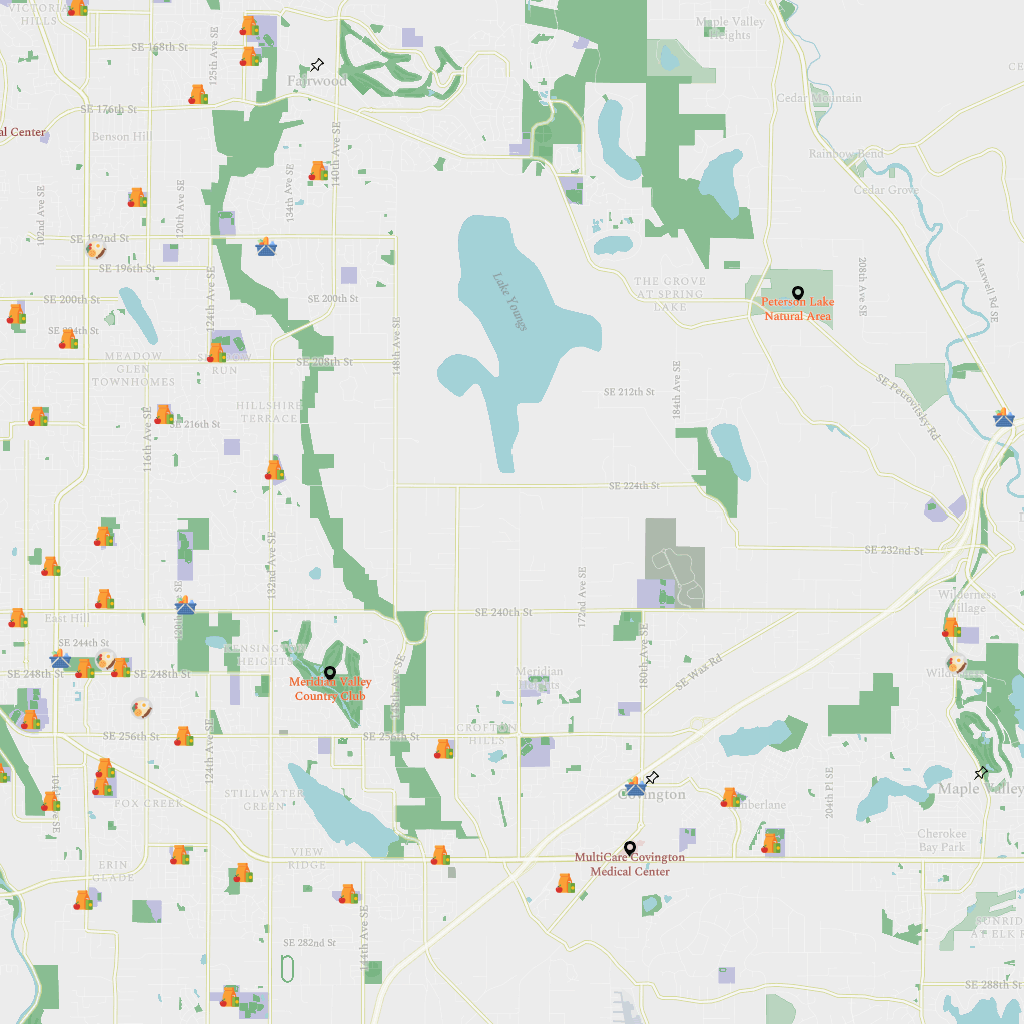 VICTORIA
HILLS
Maple Valley
Heights
SE 168th St
125th Ave SE
Fairwood
SE 176th St
Cedar Mountain
al Center
Benson Hill
140th Ave SE
Rainbow Bend
134th Ave SE
Cedar Grove
102nd Ave SE
120th Ave SE
SE 192nd St
SE 196th St
208th Ave SE
Maxwell Rd SE
THE GROVE
AT SPRING
LAKE
Lake Youngs
124th Ave SE
SE 200th St
SE 200th St
Peterson Lake
Natural Area
SE 204th St
148th Ave SE
MEADOW
GLEN
TOWNHOMES
RUN
SE 208th St
184th Ave SE
SE 212th St
SE Petrovitsky Rd
HILLSHIRE
TERRACE
116th Ave SE
SE 216th St
SE 224th St
132nd Ave SE
SE 232nd St
172nd Ave SE
Wilderness
Village
East Hill
SE 240th St
SE 244th St
180th Ave SE
KENSINGTON
HEIGHTS
SE 248th St
SE 248th St
Meridian Valley
Country Club
148th Ave SE
Meridian
Heights
SE Wax Rd
CROFTON
HILLS
SE 256th St
SE 256th St
124th Ave SE
204th Pl SE
Covington
Maple Valley
STILLWATER
GREEN
FOX CREEK
Timberlane
Cherokee
Bay Park
VIEW
RIDGE
MultiCare Covington
Medical Center
ERIN
GLADE
144th Ave SE
SE 282nd St
SE 288th St